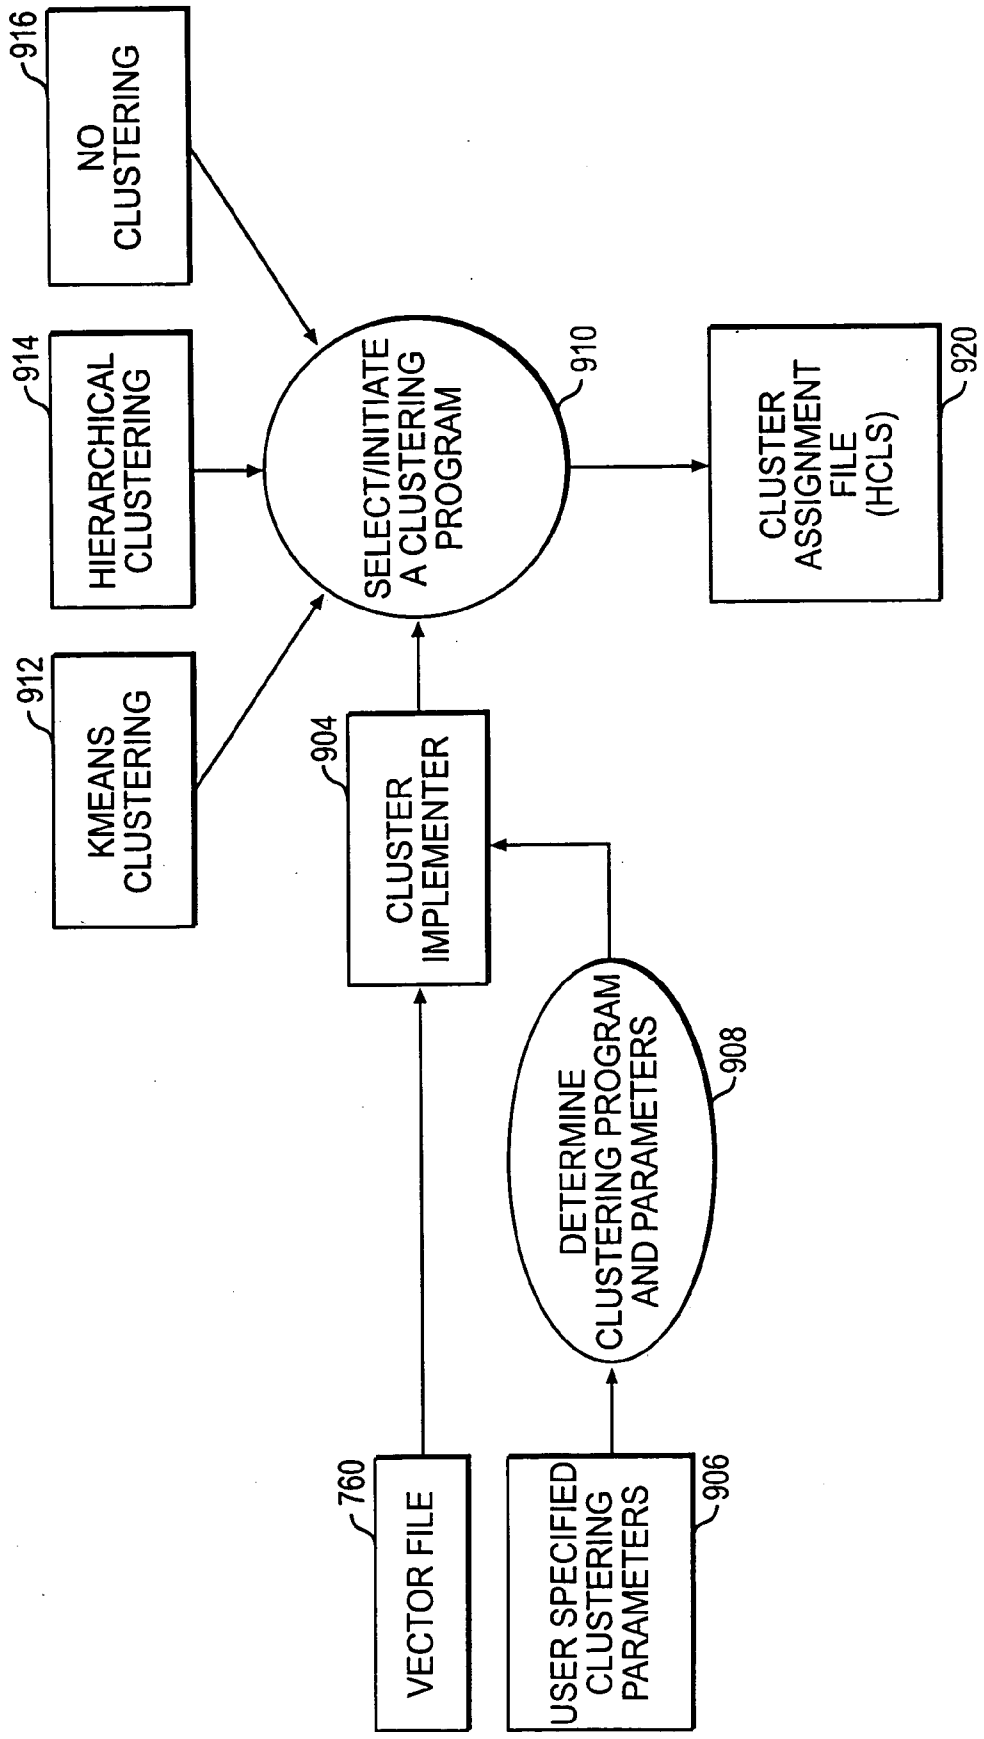 KMEANS
CLUSTERING
912
HIERARCHICAL
CLUSTERING
914
NO
CLUSTERING
916
VECTOR FILE
760
CLUSTER
IMPLEMENTER
904
SELECT/INITIATE
A CLUSTERING
PROGRAM
910
USER SPECIFIED
CLUSTERING
PARAMETERS
906
DETERMINE
CLUSTERING PROGRAM
AND PARAMETERS
908
CLUSTER
ASSIGNMENT
FILE
(HCLS)
920